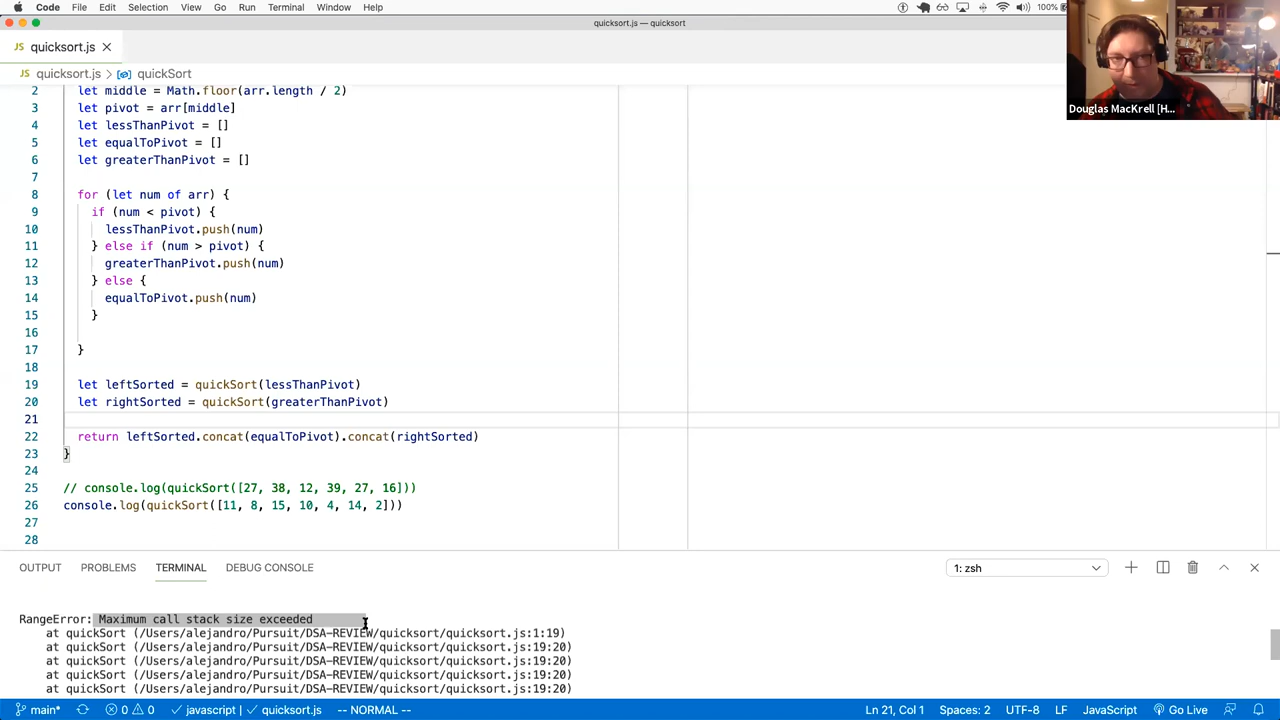 Code File Edit Selection View Go Run Terminal Window Help 100%
quicksort.js — quicksort
JS quicksort.js
JS quicksort.js > quickSort
2 let middle = Math.floor(arr.length / 2)
3 let pivot = arr[middle]
4 let lessThanPivot = []
5 let equalToPivot = []
6 let greaterThanPivot = []
7
8 for (let num of arr) {
9 if (num < pivot) {
10 lessThanPivot.push(num)
11 } else if (num > pivot) {
12 greaterThanPivot.push(num)
13 } else {
14 equalToPivot.push(num)
15 }
16
17 }
18
19 let leftSorted = quickSort(lessThanPivot)
20 let rightSorted = quickSort(greaterThanPivot)
21
22 return leftSorted.concat(equalToPivot).concat(rightSorted)
23 }
24
25 // console.log(quickSort([27, 38, 12, 39, 27, 16]))
26 console.log(quickSort([11, 8, 15, 10, 4, 14, 2]))
27
28
Douglas MacKrell [H...
OUTPUT PROBLEMS TERMINAL DEBUG CONSOLE 1: zsh
RangeError: Maximum call stack size exceeded
at quickSort (/Users/alejandro/Pursuit/DSA-REVIEW/quicksort/quicksort.js:1:19)
at quickSort (/Users/alejandro/Pursuit/DSA-REVIEW/quicksort/quicksort.js:19:20)
at quickSort (/Users/alejandro/Pursuit/DSA-REVIEW/quicksort/quicksort.js:19:20)
at quickSort (/Users/alejandro/Pursuit/DSA-REVIEW/quicksort/quicksort.js:19:20)
at quickSort (/Users/alejandro/Pursuit/DSA-REVIEW/quicksort/quicksort.js:19:20)
main* 0 0 javascript | quicksort.js -- NORMAL -- Ln 21, Col 1 Spaces: 2 UTF-8 LF JavaScript Go Live